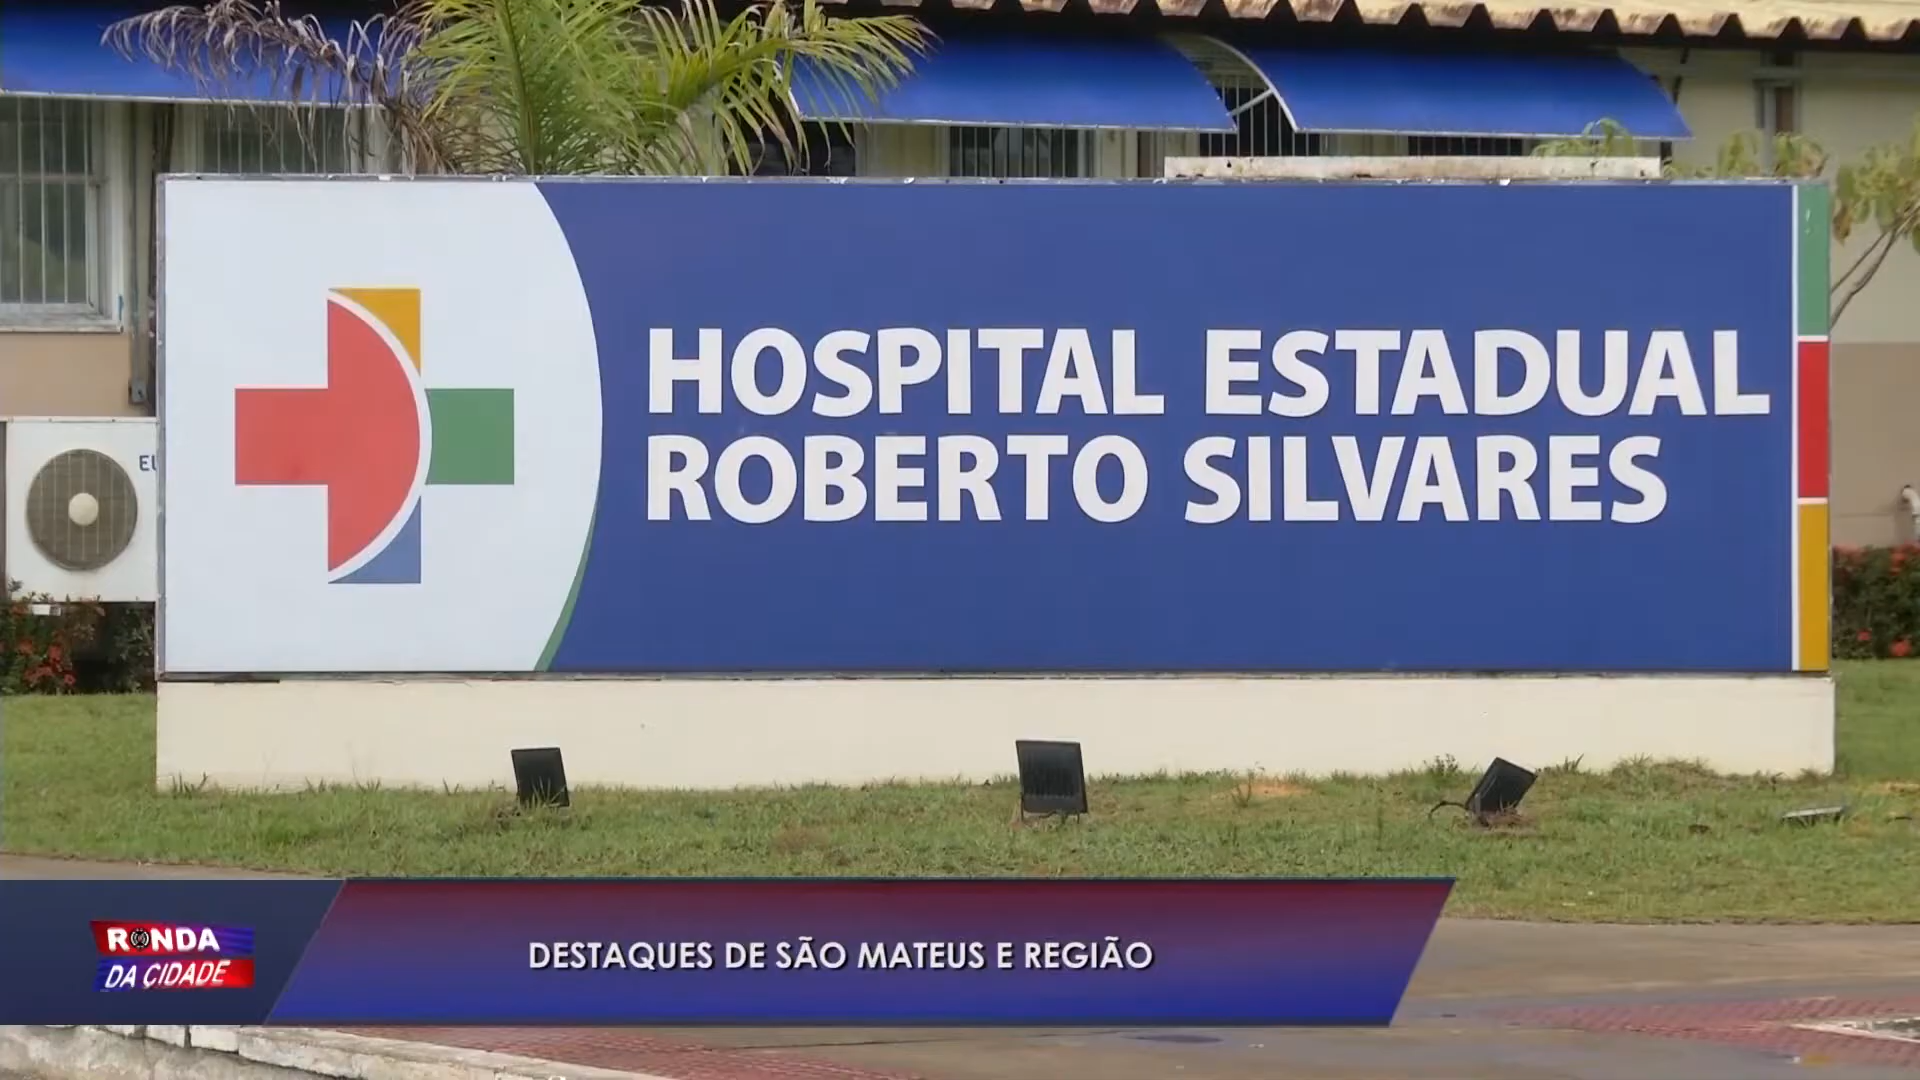 HOSPITAL ESTADUAL
ROBERTO SILVARES
RONDA
DA CIDADE
DESTAQUES DE SÃO MATEUS E REGIÃO